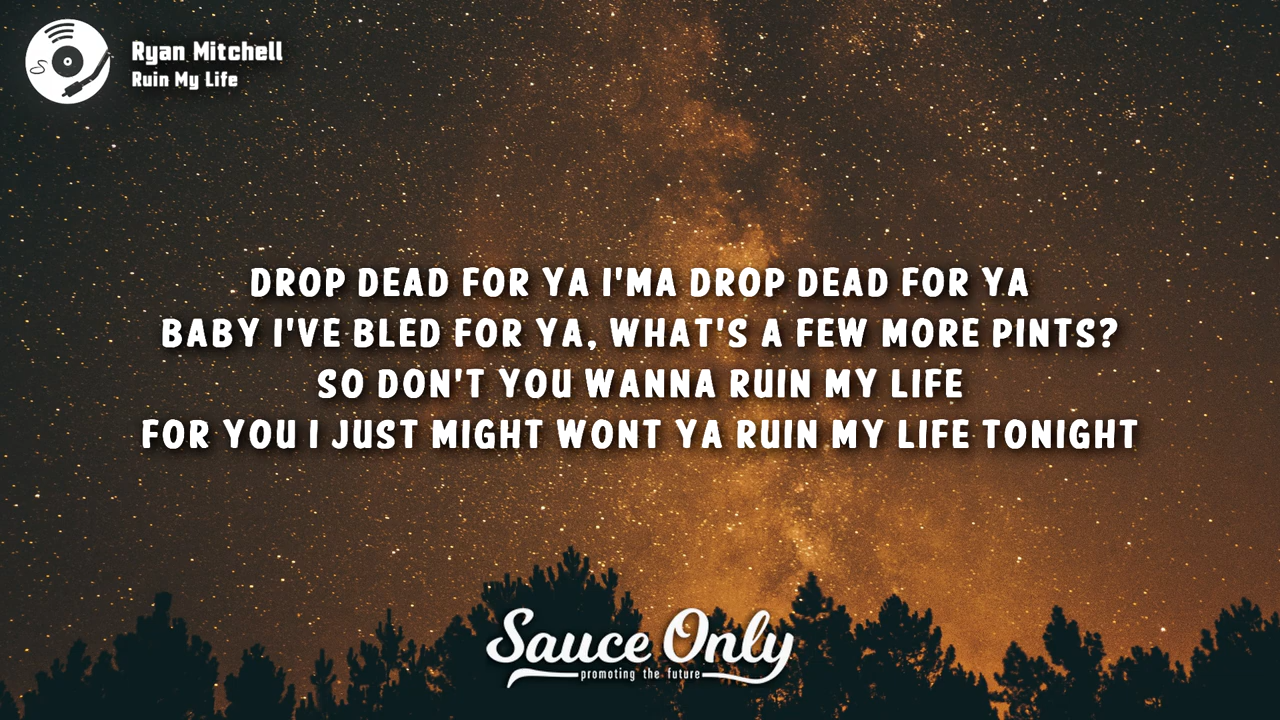 Ryan Mitchell
Ruin My Life
DROP DEAD FOR YA I'MA DROP DEAD FOR YA
BABY I'VE BLED FOR YA, WHAT'S A FEW MORE PINTS?
SO DON'T YOU WANNA RUIN MY LIFE
FOR YOU I JUST MIGHT WONT YA RUIN MY LIFE TONIGHT
Sauce Only
promoting the future